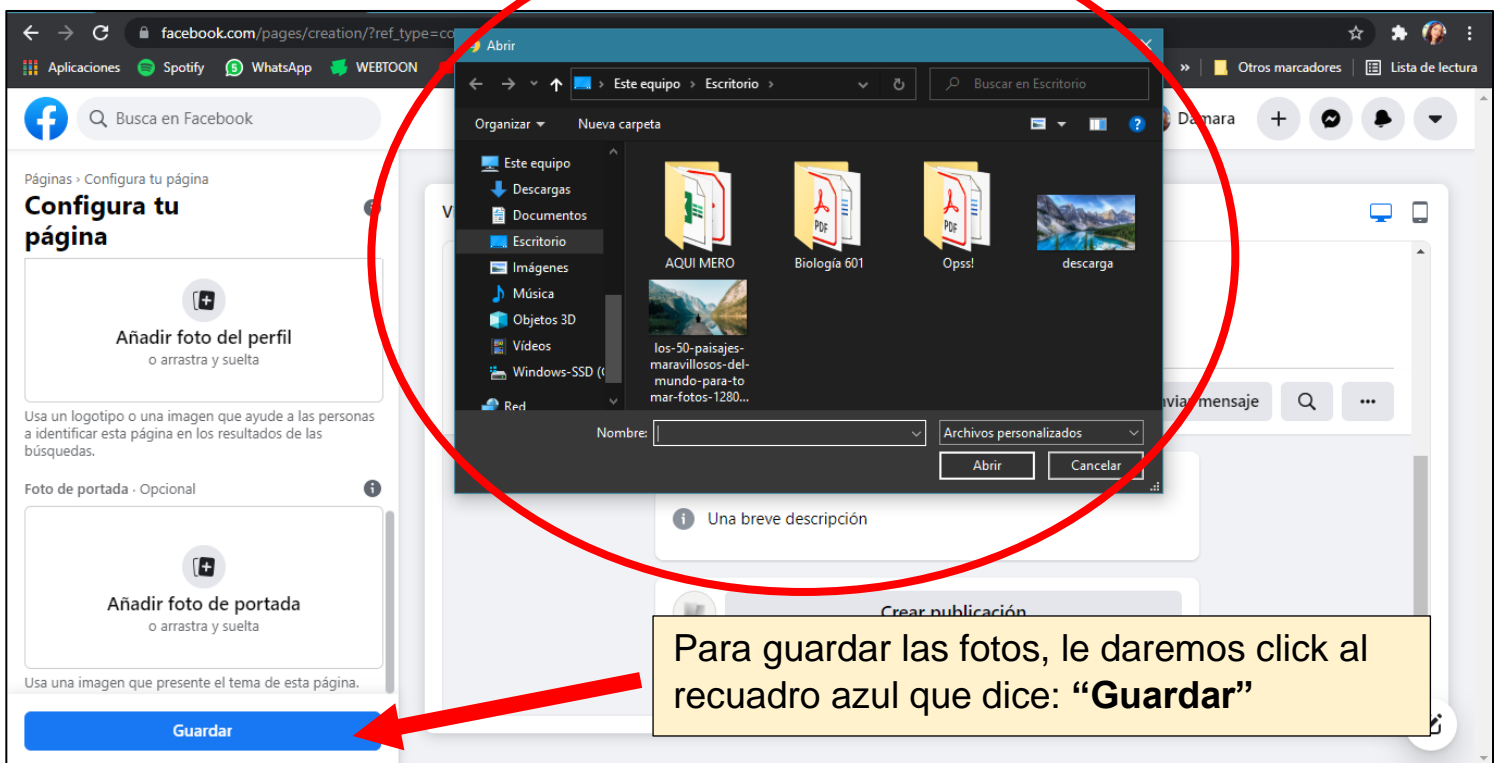 facebook.com/pages/creation/?ref_type=co
Aplicaciones Spotify WhatsApp WEBTOON
» Otros marcadores Lista de lectura
Busca en Facebook
Damara
Páginas › Configura tu página
Configura tu
página
Añadir foto del perfil
o arrastra y suelta
Usa un logotipo o una imagen que ayude a las personas
a identificar esta página en los resultados de las
búsquedas.
Foto de portada · Opcional
Añadir foto de portada
o arrastra y suelta
Usa una imagen que presente el tema de esta página.
Guardar
Abrir
Este equipo › Escritorio ›
Buscar en Escritorio
Organizar Nueva carpeta
Este equipo
Descargas
Documentos
Escritorio
Imágenes
Música
Objetos 3D
Vídeos
Windows-SSD (
Red
AQUI MERO
PDF
Biología 601
PDF
Opss!
descarga
los-50-paisajes-
maravillosos-del-
mundo-para-to
mar-fotos-1280...
Nombre:
Archivos personalizados
Abrir Cancelar
mensaje
Una breve descripción
Crear publicación
Para guardar las fotos, le daremos click al
recuadro azul que dice: “Guardar”